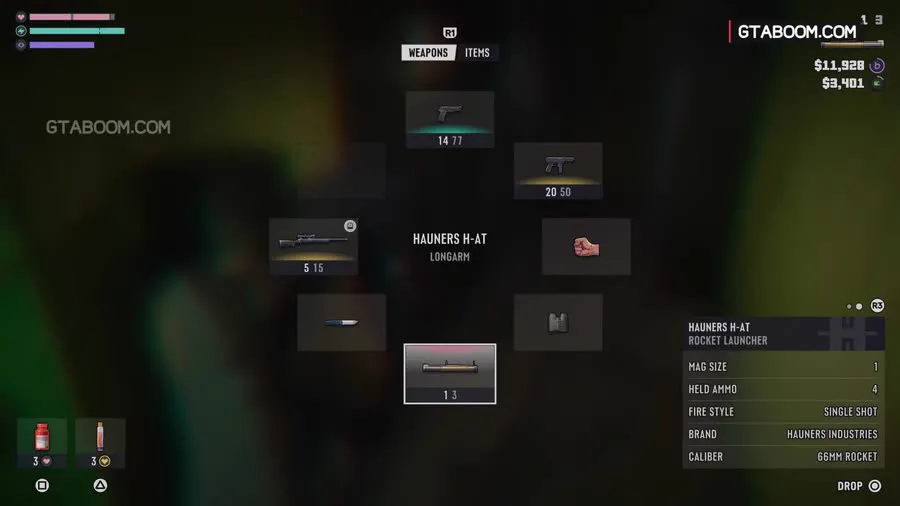 1 3
GTABOOM.COM
R1
WEAPONS ITEMS
$11,928
$3,401
GTABOOM.COM
14 77
20 50
HAUNERS H-AT
LONGARM
5 15
R3
HAUNERS H-AT
ROCKET LAUNCHER
MAG SIZE 1
HELD AMMO 4
FIRE STYLE SINGLE SHOT
BRAND HAUNERS INDUSTRIES
CALIBER 66MM ROCKET
1 3
3 3
DROP